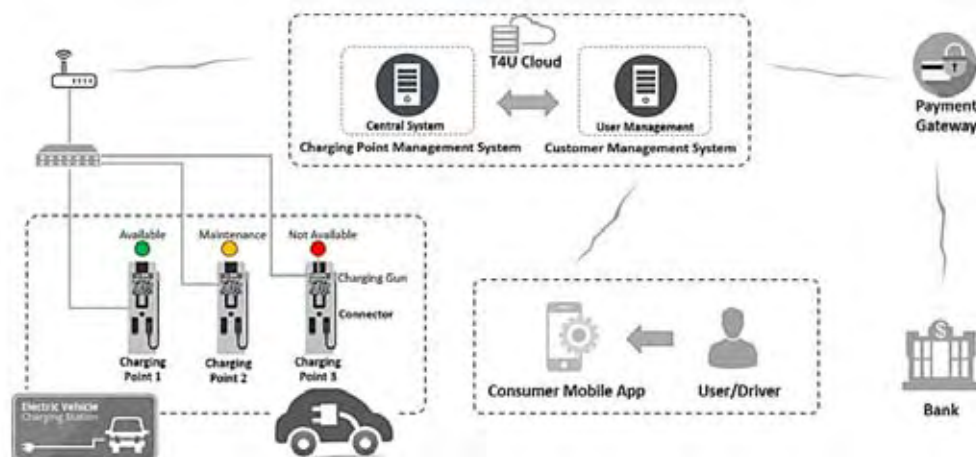 T4U Cloud
Central System
User Management
Charging Point Management System
Customer Management System
Payment
Gateway
Available
Maintenance
Not Available
Charging Gun
Connector
Charging
Point 1
Charging
Point 2
Charging
Point 3
Electric Vehicle
Charging Station
Consumer Mobile App
User/Driver
$
Bank